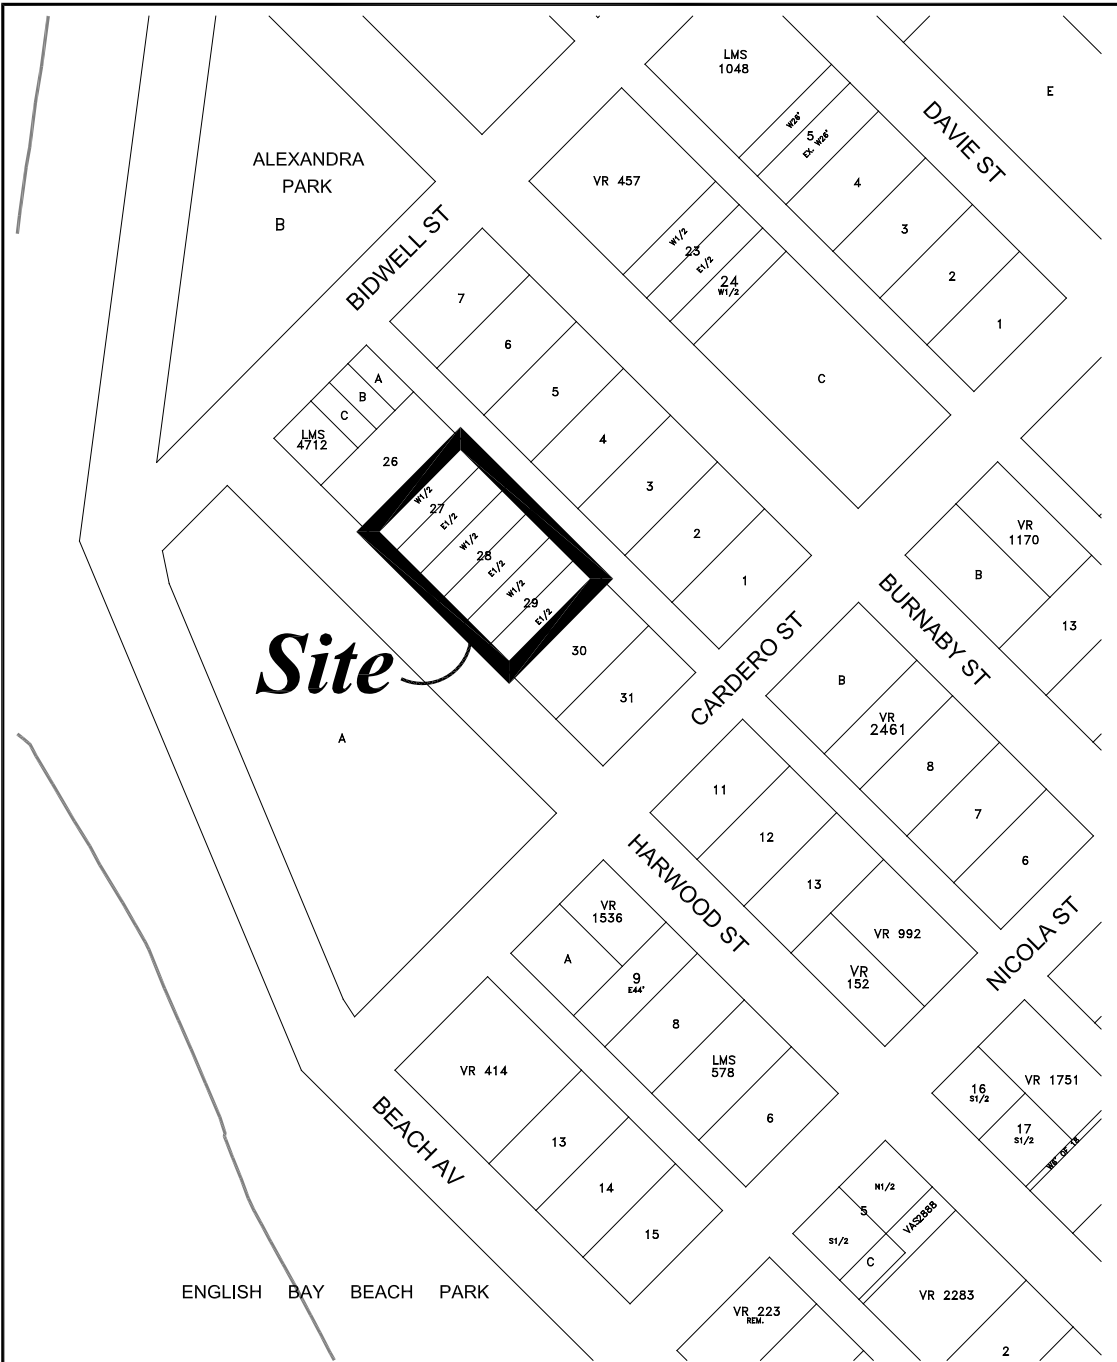 LMS
1048
E
W26'
5
EX. W26'
DAVIE ST
ALEXANDRA
PARK
B
VR 457
4
3
2
1
W1/2
23
E1/2
24
W1/2
C
BIDWELL ST
7
6
5
4
3
2
1
A
B
C
LMS
4712
26
W1/2
27
E1/2
W1/2
28
E1/2
W1/2
29
E1/2
30
31
Site
A
CARDERO ST
BURNABY ST
VR
1170
B
13
B
VR
2461
8
7
6
11
12
13
VR 992
VR
152
HARWOOD ST
NICOLA ST
VR
1536
A
9
E44'
8
LMS
578
6
VR 414
13
14
15
BEACH AV
16
S1/2
VR 1751
17
S1/2
W8' OF 18
N1/2
5
S1/2
VAS2888
C
VR 2283
2
VR 223
REM.
ENGLISH BAY BEACH PARK